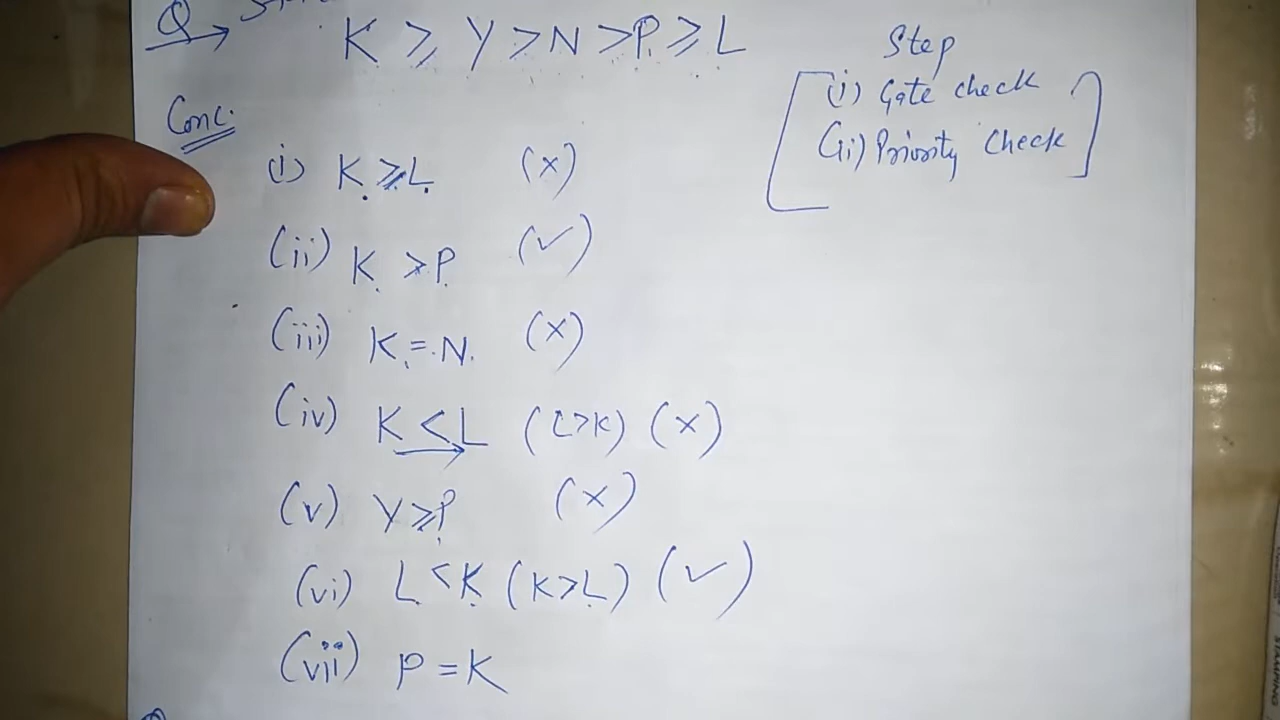 Q →
K ≥ Y > N > P ≥ L
Step
(i) Gate check
(ii) Priority Check
Conc.
(i) K ≥ L (×)
(ii) K > P (✓)
(iii) K = N (×)
(iv) K < L (L>K) (×)
(v) Y ≥ P (×)
(vi) L < K (K>L) (✓)
(vii) P = K